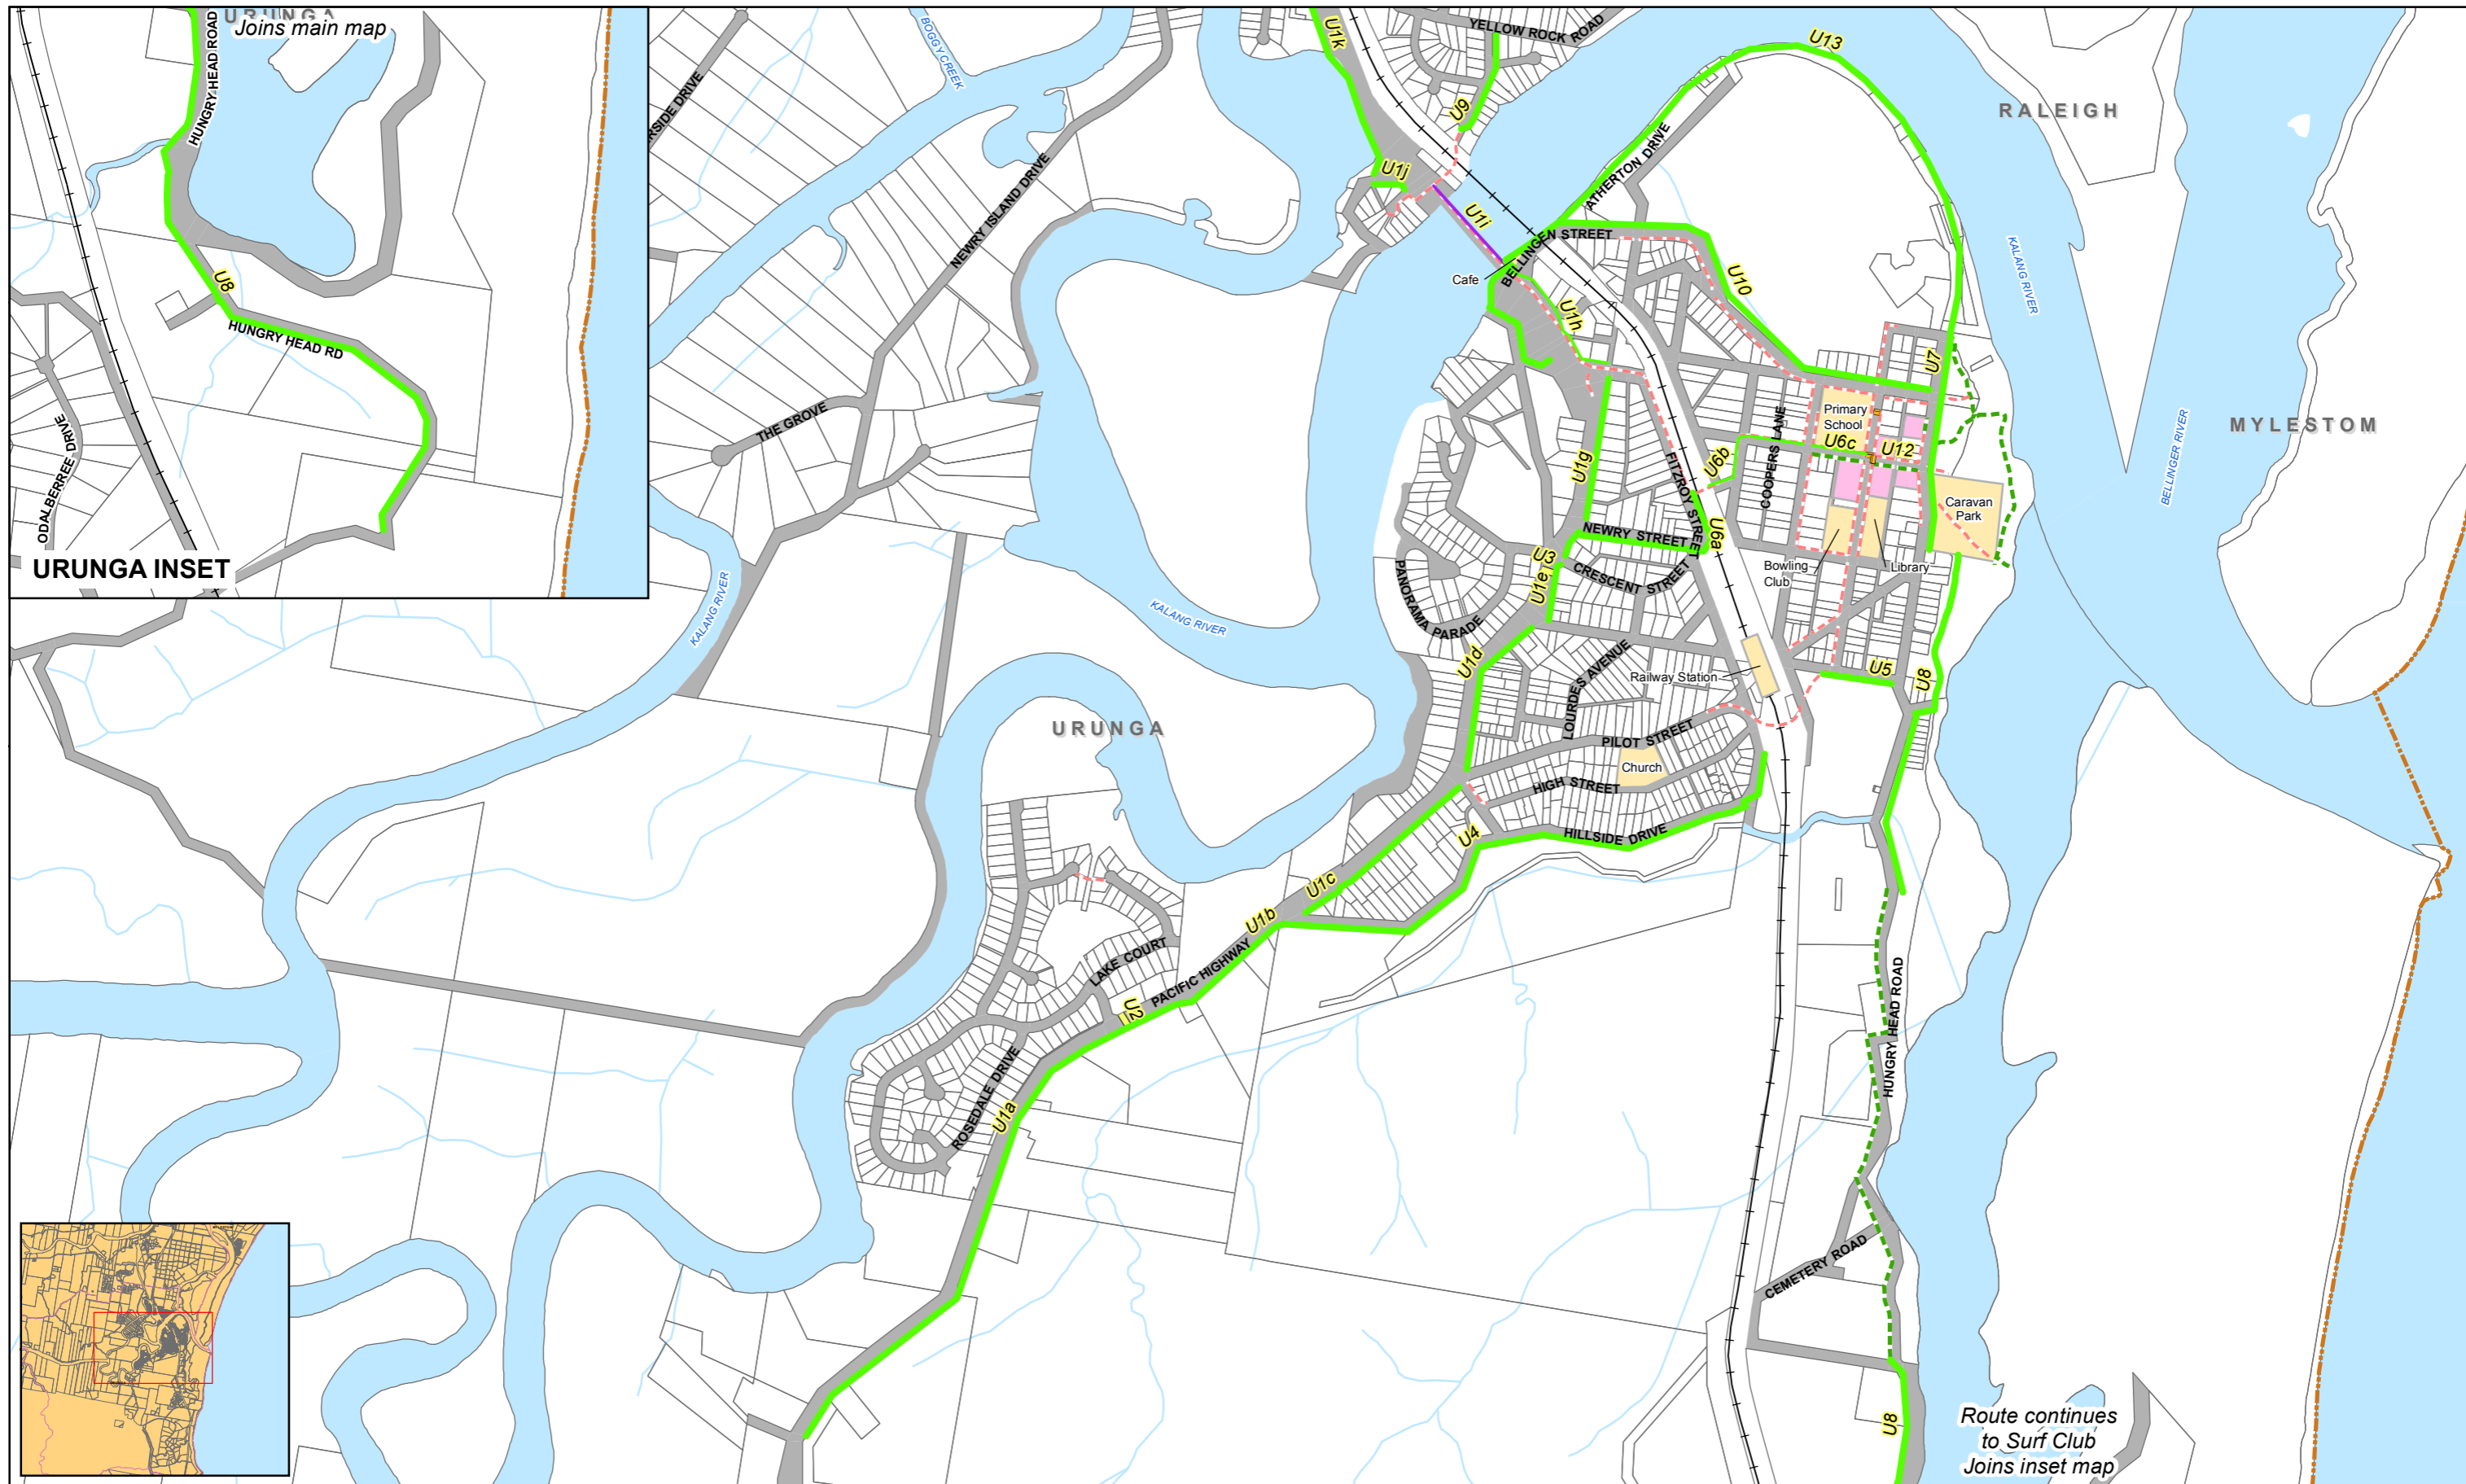 URUNGA
Joins main map
HUNGRY HEAD ROAD
U8
HUNGRY HEAD RD
ODALBERREE DRIVE
URUNGA INSET
RSIDE DRIVE
BOGGY CREEK
NEWRY ISLAND DRIVE
THE GROVE
KALANG RIVER
KALANG RIVER
U1k
YELLOW ROCK ROAD
U9
U13
RALEIGH
U1j
U1i
ATHERTON DRIVE
BELLINGEN STREET
Cafe
U1h
U10
KALANG RIVER
U7
MYLESTOM
BELLINGER RIVER
Primary
School
U6c
U12
COOPERS LANE
U6b
U1g
FITZROY STREET
Caravan
Park
NEWRY STREET
U6a
U3
CRESCENT STREET
U1e
Bowling
Club
Library
PANORAMA PARADE
U1d
LOURDES AVENUE
Railway Station
U5
U8
URUNGA
PILOT STREET
Church
HIGH STREET
HILLSIDE DRIVE
U4
U1c
U1b
LAKE COURT
PACIFIC HIGHWAY
U2
ROSEDALE DRIVE
U1a
HUNGRY HEAD ROAD
CEMETERY ROAD
U8
Route continues
to Surf Club
Joins inset map